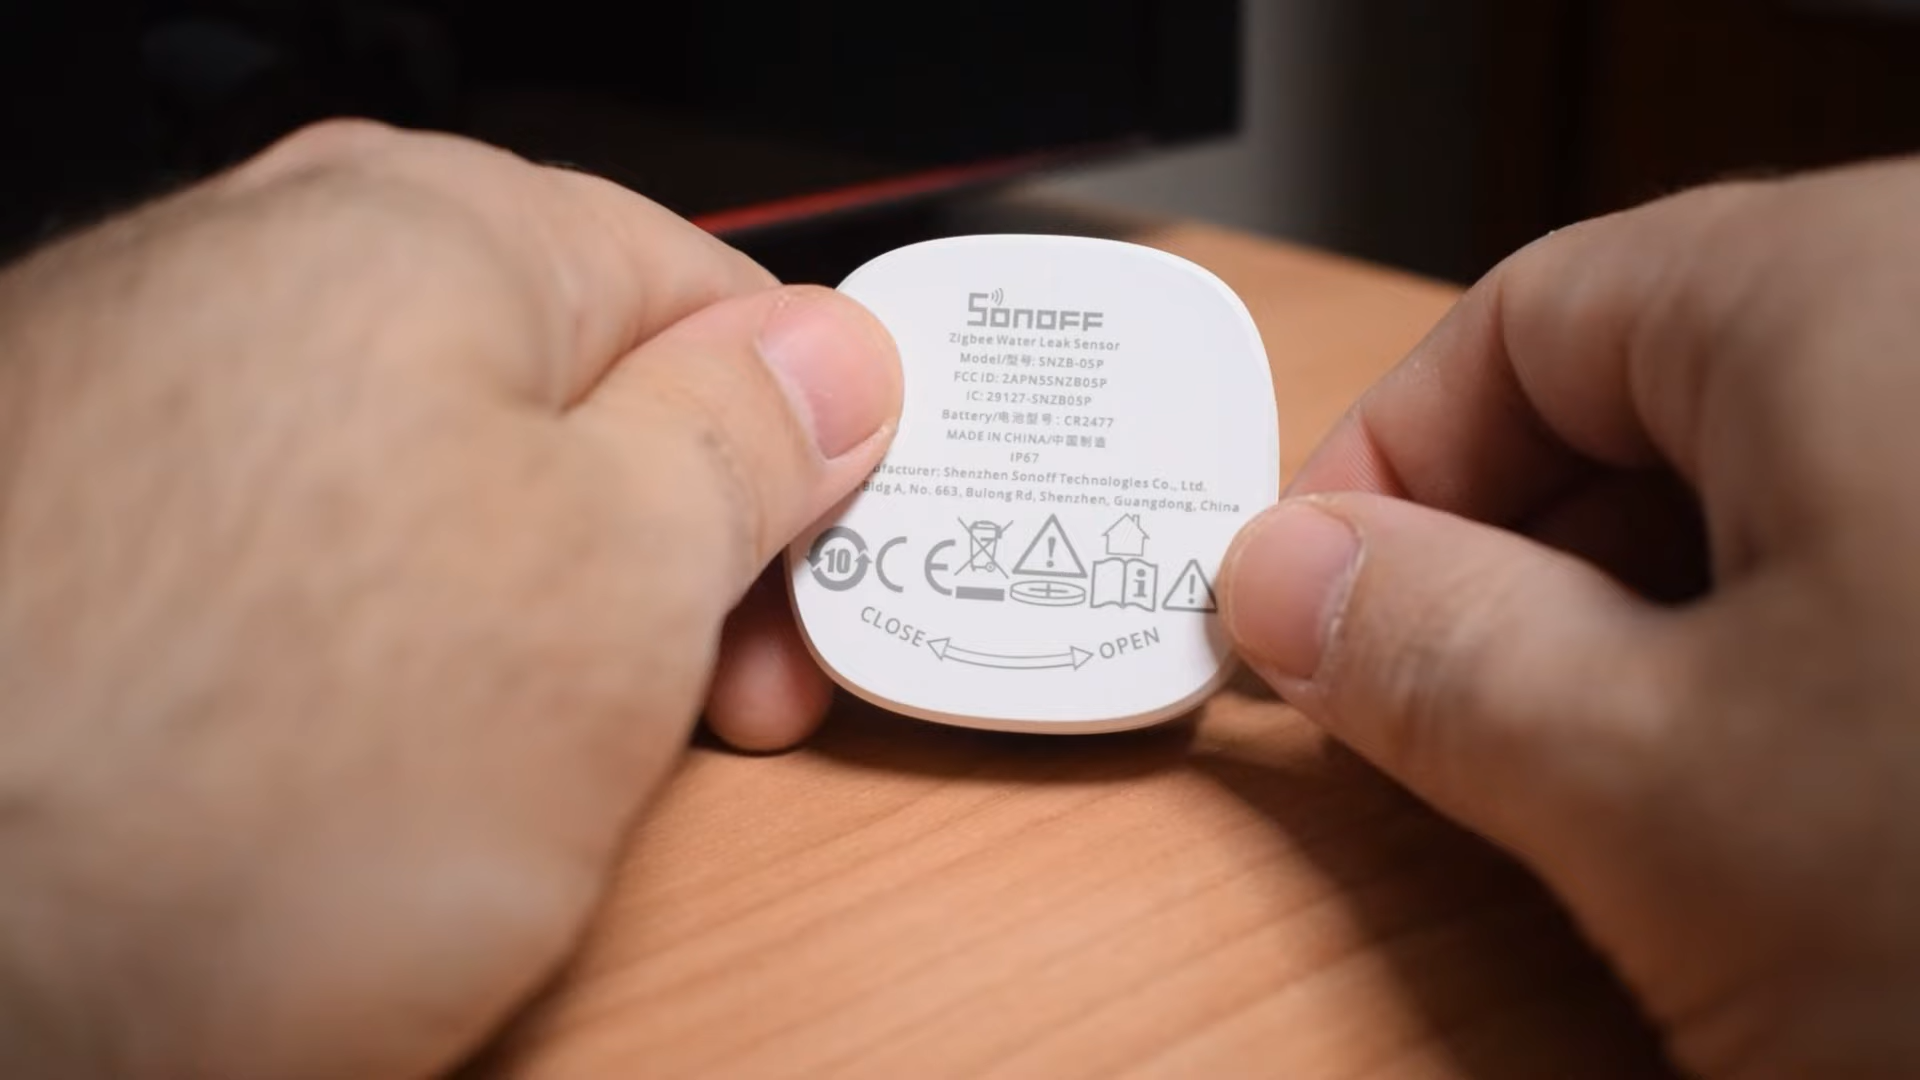 SONOFF
Zigbee Water Leak Sensor
Model/型号: SNZB-05P
FCC ID: 2APN5SNZB05P
IC: 29127-SNZB05P
Battery/电池型号: CR2477
MADE IN CHINA/中国制造
IP67
ufacturer: Shenzhen Sonoff Technologies Co., Ltd.
Bldg A, No. 663, Bulong Rd, Shenzhen, Guangdong, China
10 CE
CLOSE OPEN